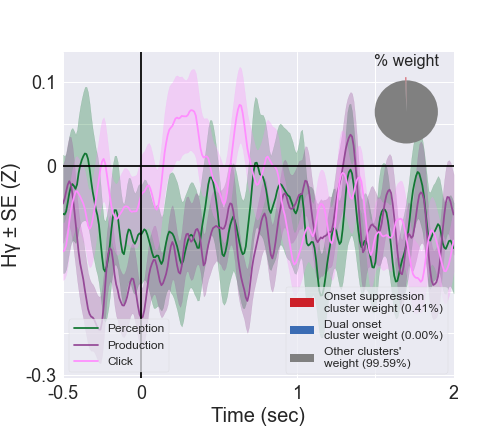 % weight
0.1
0
-0.3
Hγ ± SE (Z)
Onset suppression
cluster weight (0.41%)
Dual onset
cluster weight (0.00%)
Other clusters'
weight (99.59%)
Perception
Production
Click
-0.5
0
1
2
Time (sec)